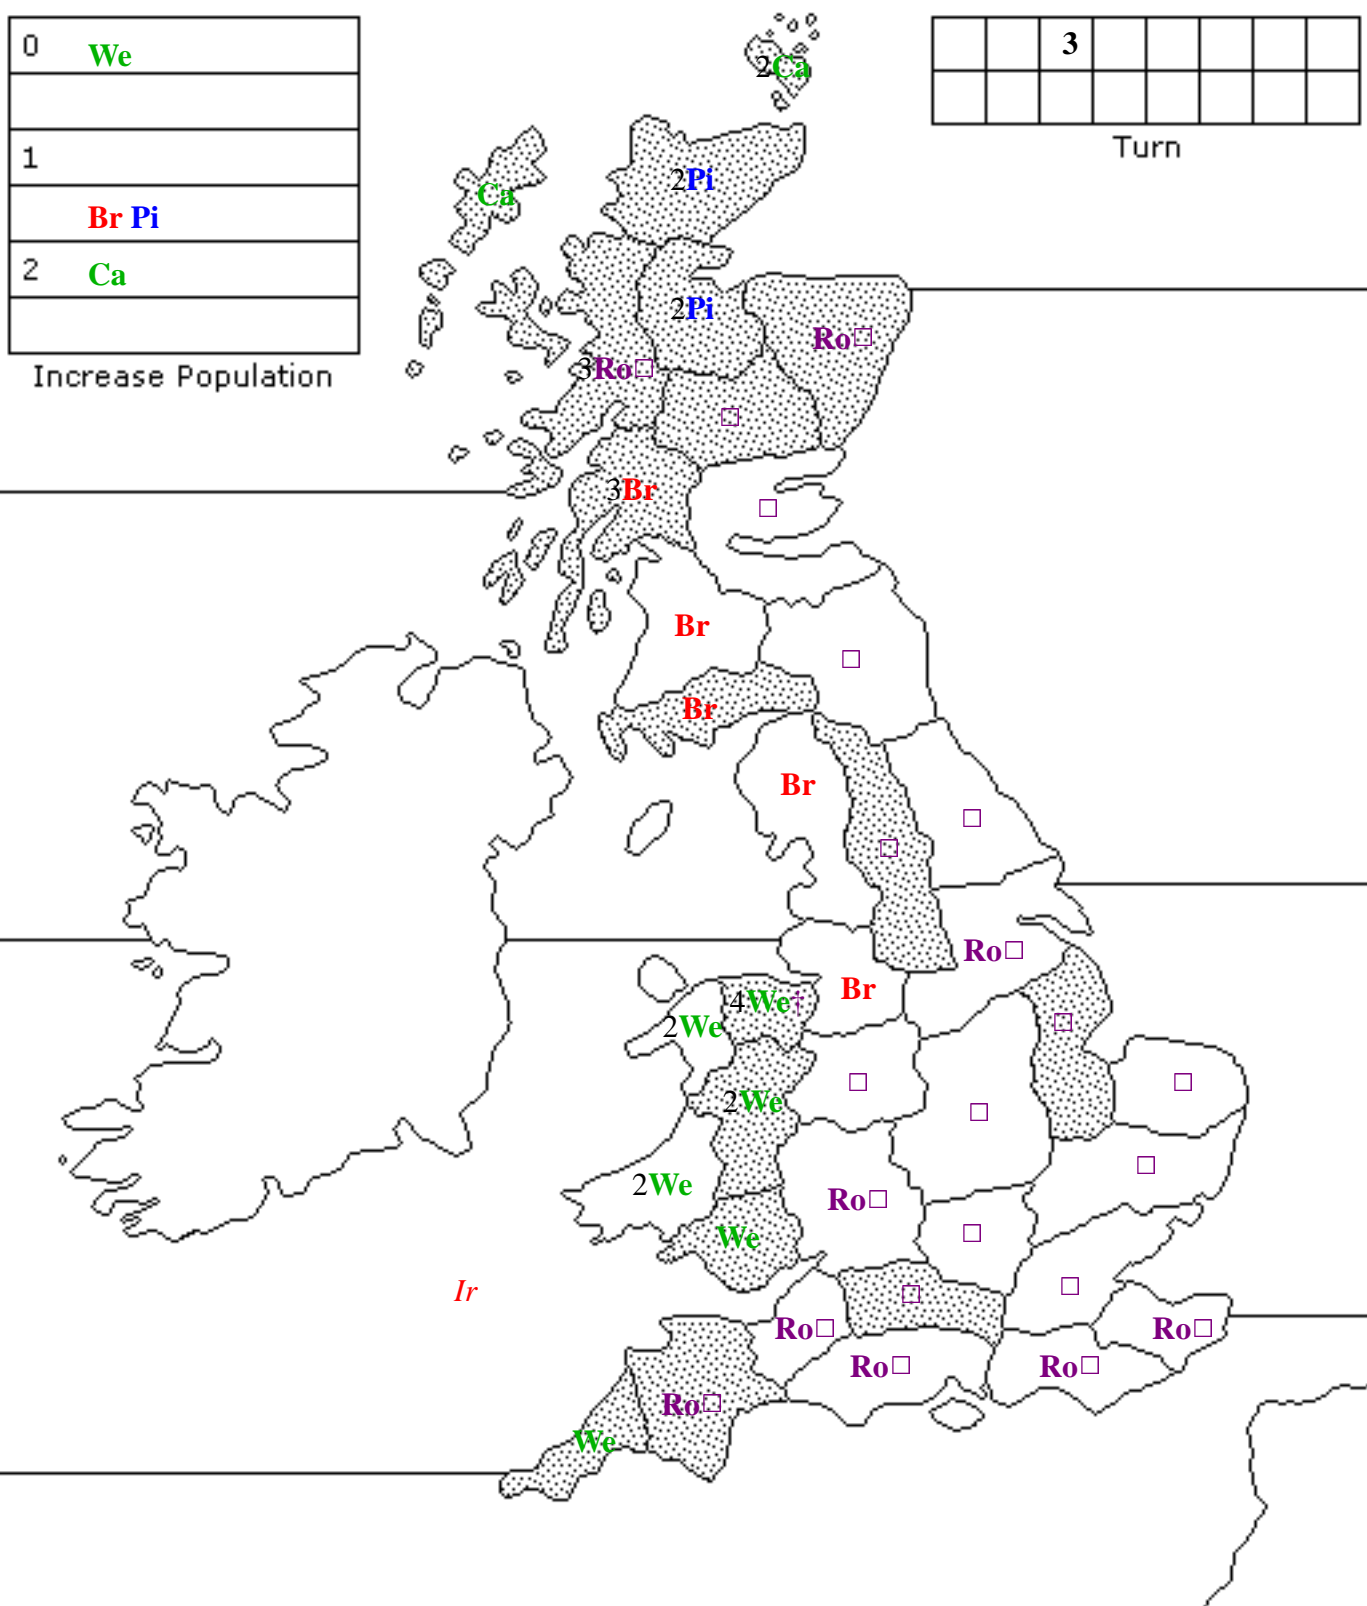 0 We
1
Br Pi
2 Ca
Increase Population
3
Turn
2Ca
2Pi
Ca
2Pi
Ro□
3Ro□
□
3Br
□
Br
□
Br
Br
□
□
Ro□
Br
4We†
2We
□
□
□
□
2We
□
2We
Ro□
We
□
□
□
Ir
Ro□
Ro□
Ro□
Ro□
Ro□
We